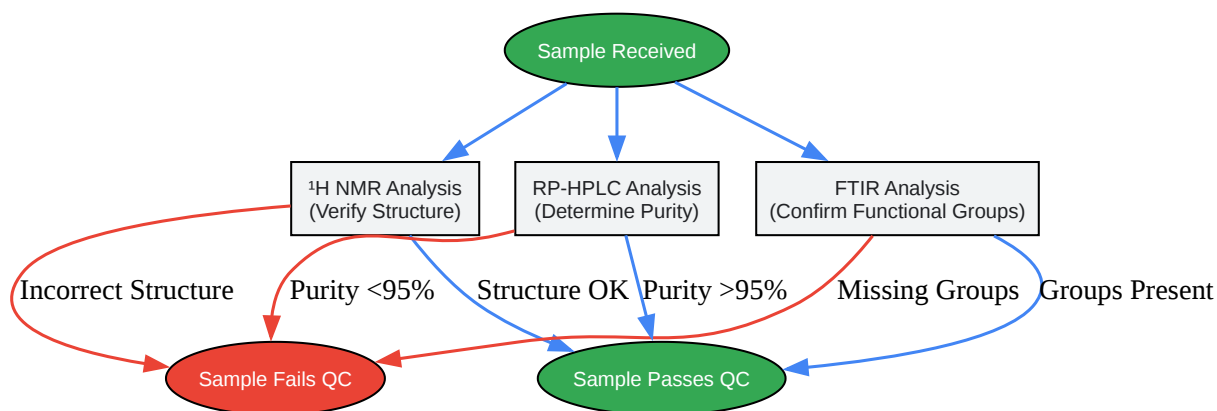 Sample Received
¹H NMR Analysis
(Verify Structure)
RP-HPLC Analysis
(Determine Purity)
FTIR Analysis
(Confirm Functional Groups)
Incorrect Structure
Purity <95%
Structure OK
Purity >95%
Missing Groups
Groups Present
Sample Fails QC
Sample Passes QC